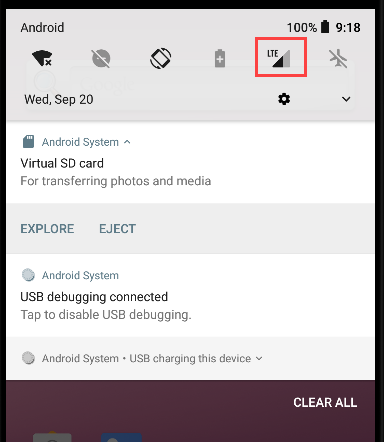 Android 100% 9:18
LTE
Wed, Sep 20
Android System
Virtual SD card
For transferring photos and media
EXPLORE EJECT
Android System
USB debugging connected
Tap to disable USB debugging.
Android System • USB charging this device
CLEAR ALL